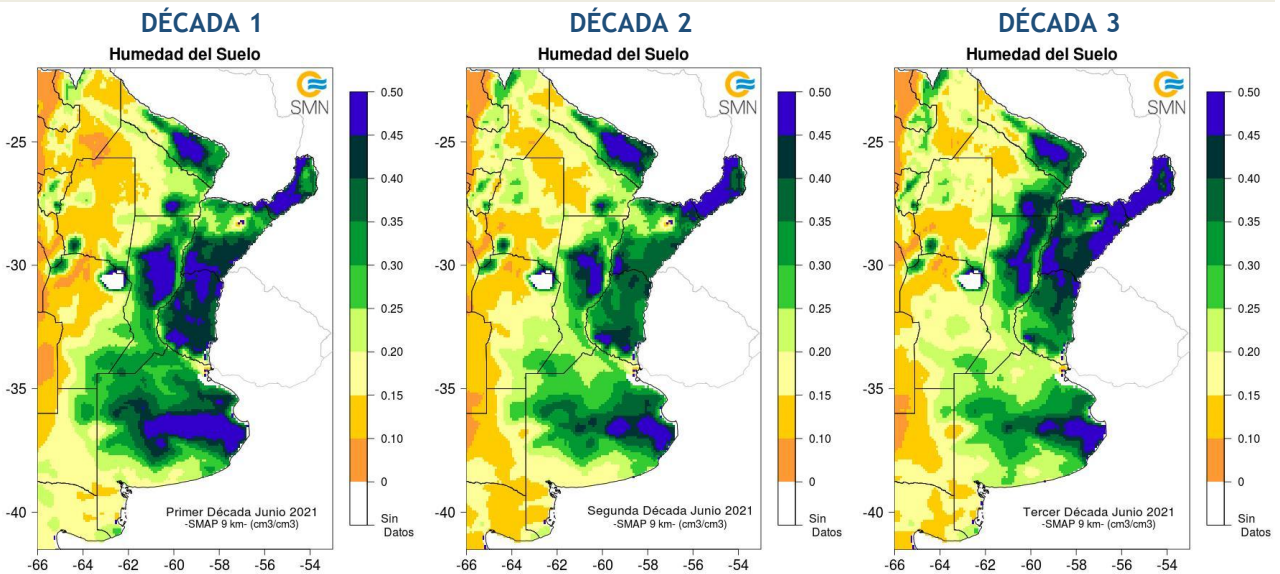 DÉCADA 1
Humedad del Suelo
SMN
-25
-30
-35
-40
-66 -64 -62 -60 -58 -56 -54
0.50
0.45
0.40
0.35
0.30
0.25
0.20
0.15
0.10
0
Sin
Datos
Primer Década Junio 2021
-SMAP 9 km- (cm3/cm3)
DÉCADA 2
Humedad del Suelo
SMN
-25
-30
-35
-40
-66 -64 -62 -60 -58 -56 -54
0.50
0.45
0.40
0.35
0.30
0.25
0.20
0.15
0.10
0
Sin
Datos
Segunda Década Junio 2021
-SMAP 9 km- (cm3/cm3)
DÉCADA 3
Humedad del Suelo
SMN
-25
-30
-35
-40
-66 -64 -62 -60 -58 -56 -54
0.50
0.45
0.40
0.35
0.30
0.25
0.20
0.15
0.10
0
Sin
Datos
Tercer Década Junio 2021
-SMAP 9 km- (cm3/cm3)